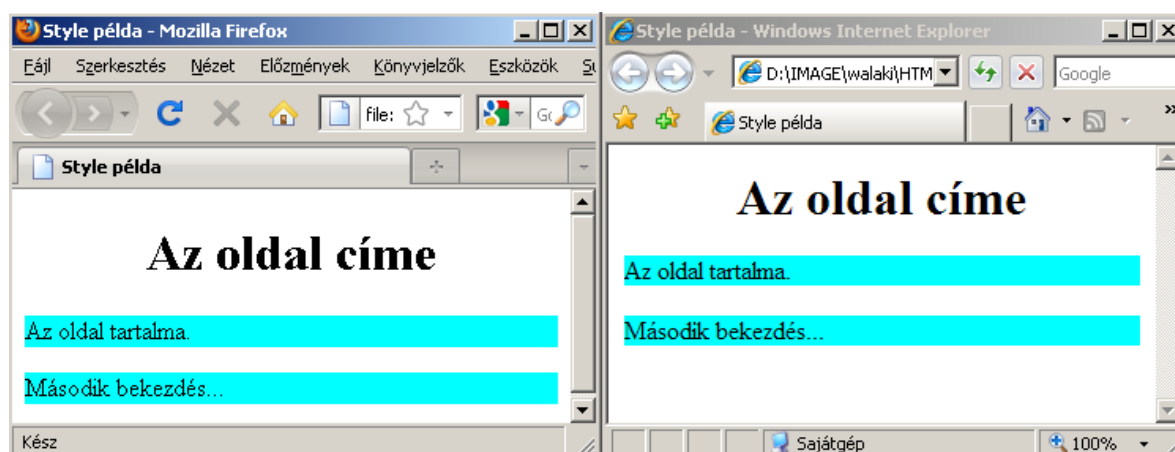 Style példa - Mozilla Firefox
Fájl Szerkesztés Nézet Előzmények Könyvjelzők Eszközök
file:
Style példa
Az oldal címe
Az oldal tartalma.
Második bekezdés...
Kész
Style példa - Windows Internet Explorer
D:\IMAGE\walaki\HTM
Google
Style példa
Az oldal címe
Az oldal tartalma.
Második bekezdés...
Sajátgép
100%